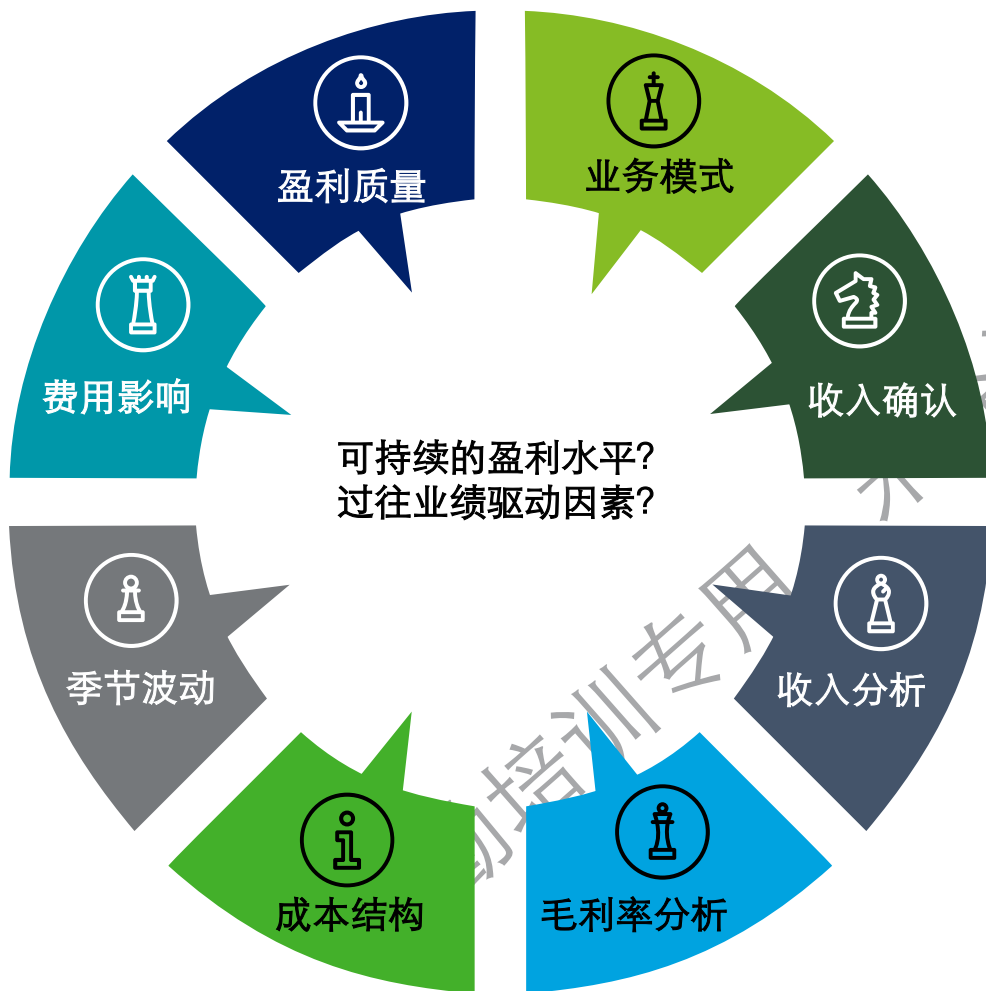 盈利质量
业务模式
费用影响
收入确认
可持续的盈利水平?
过往业绩驱动因素?
季节波动
收入分析
成本结构
毛利率分析
培训专用